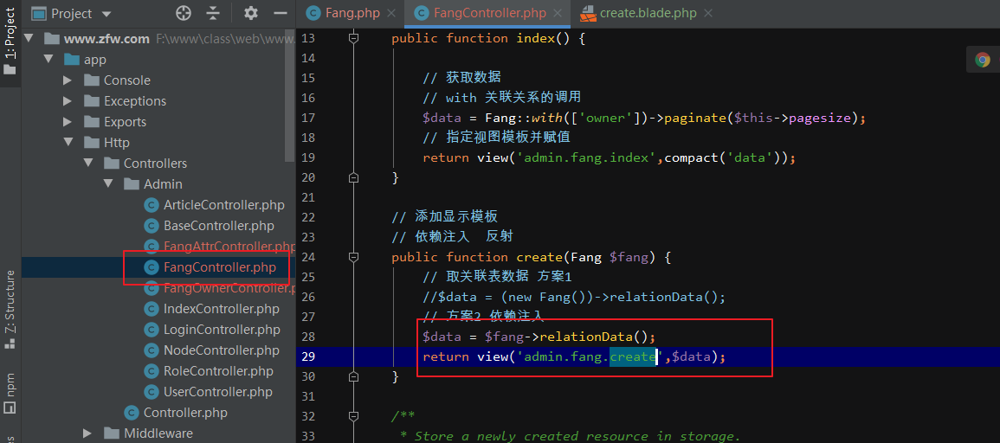 1: Project
Z: Structure
npm
Project
www.zfw.com F:\www\class\web\www.
app
Console
Exceptions
Exports
Http
Controllers
Admin
ArticleController.php
BaseController.php
FangAttrController.php
FangController.php
FangOwnerController.p
IndexController.php
LoginController.php
NodeController.php
RoleController.php
UserController.php
Controller.php
Middleware
Fang.php
FangController.php
create.blade.php
13 public function index() {
14
15 // 获取数据
16 // with 关联关系的调用
17 $data = Fang::with(['owner'])->paginate($this->pagesize);
18 // 指定视图模板并赋值
19 return view('admin.fang.index',compact('data'));
20 }
21
22 // 添加显示模板
23 // 依赖注入 反射
24 public function create(Fang $fang) {
25 // 取关联表数据 方案1
26 //$data = (new Fang())->relationData();
27 // 方案2 依赖注入
28 $data = $fang->relationData();
29 return view('admin.fang.create',$data);
30 }
31
32 /**
33 * Store a newly created resource in storage.